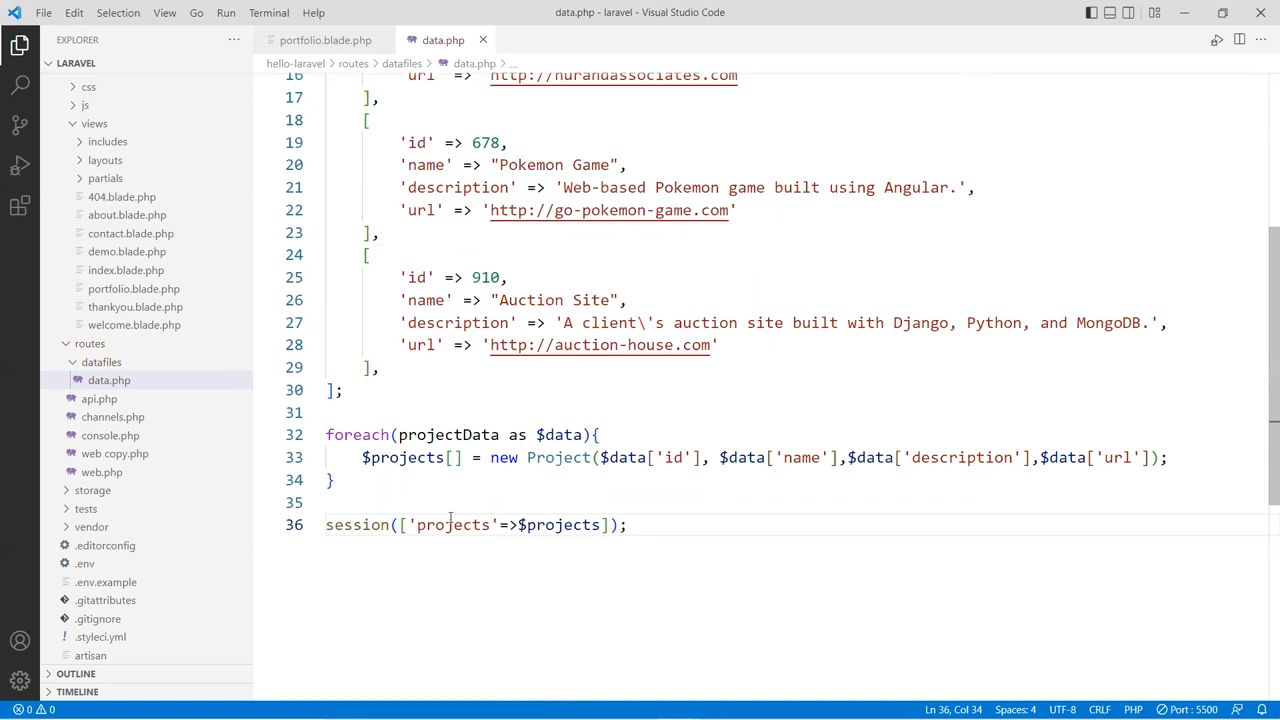 File Edit Selection View Go Run Terminal Help
data.php - laravel - Visual Studio Code
EXPLORER
portfolio.blade.php
data.php
LARAVEL
hello-laravel > routes > datafiles > data.php > ...
css
js
views
includes
layouts
partials
404.blade.php
about.blade.php
contact.blade.php
demo.blade.php
index.blade.php
portfolio.blade.php
thankyou.blade.php
welcome.blade.php
routes
datafiles
data.php
api.php
channels.php
console.php
web copy.php
web.php
storage
tests
vendor
.editorconfig
.env
.env.example
.gitattributes
.gitignore
.styleci.yml
artisan
OUTLINE
TIMELINE
16 'url' => 'http://nurandassociates.com
17 ],
18 [
19 'id' => 678,
20 'name' => "Pokemon Game",
21 'description' => 'Web-based Pokemon game built using Angular.',
22 'url' => 'http://go-pokemon-game.com'
23 ],
24 [
25 'id' => 910,
26 'name' => "Auction Site",
27 'description' => 'A client\'s auction site built with Django, Python, and MongoDB.',
28 'url' => 'http://auction-house.com'
29 ],
30 ];
31
32 foreach(projectData as $data){
33 $projects[] = new Project($data['id'], $data['name'],$data['description'],$data['url']);
34 }
35
36 session(['projects'=>$projects]);
0 0
Ln 36, Col 34 Spaces: 4 UTF-8 CRLF PHP Port : 5500